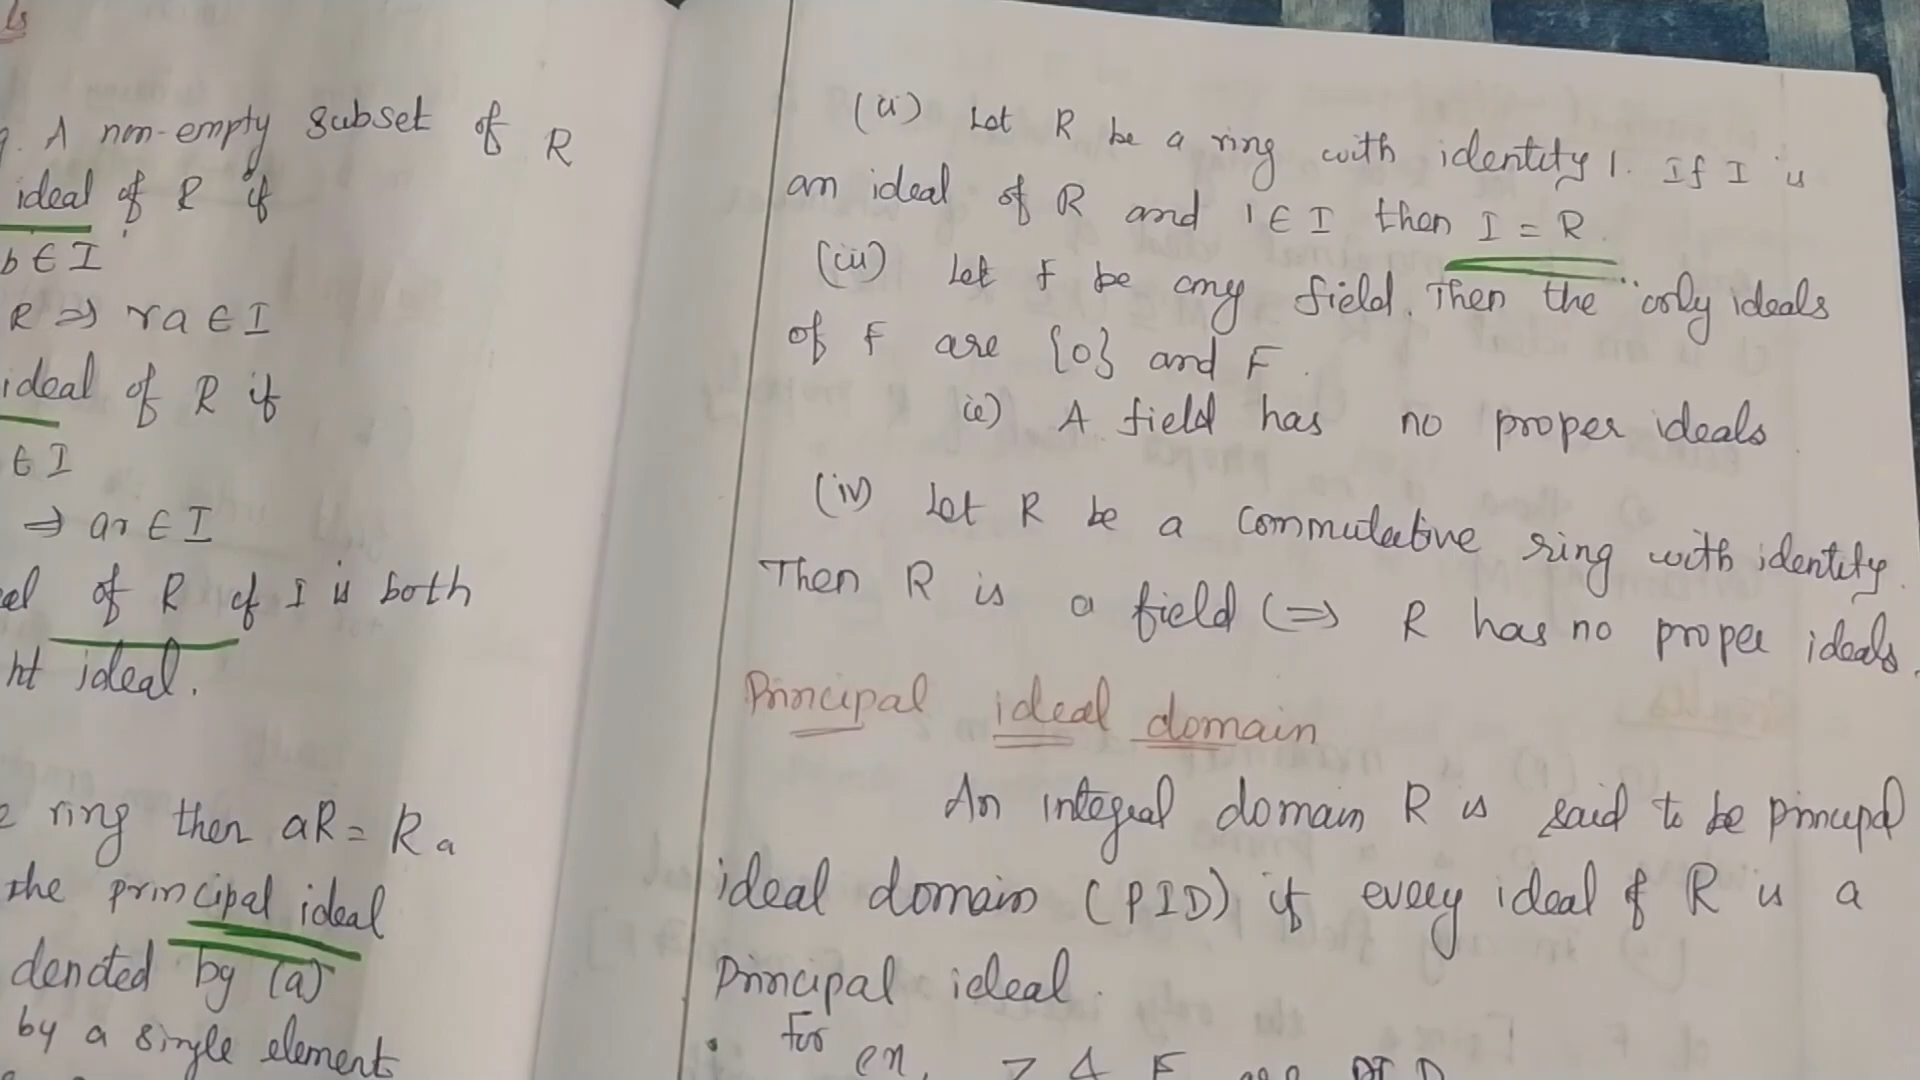 ls
. A non-empty subset of R
ideal of R if
b ∈ I
R ⇒ ra ∈ I
ideal of R if
∈ I
⇒ ar ∈ I
of R if I is both
ht ideal.
ring then aR = Ra
the principal ideal
denoted by (a)
by a single element
(ii) Let R be a ring with identity 1. If I is
an ideal of R and 1 ∈ I then I = R.
(iii) Let F be any field. Then the only ideals
of F are {0} and F.
ie) A field has no proper ideals.
(iv) Let R be a commutative ring with identity.
Then R is a field ⇔ R has no proper ideals.
Principal ideal domain
An integral domain R is said to be principal
ideal domain (PID) if every ideal of R is a
Principal ideal.
For
ex.